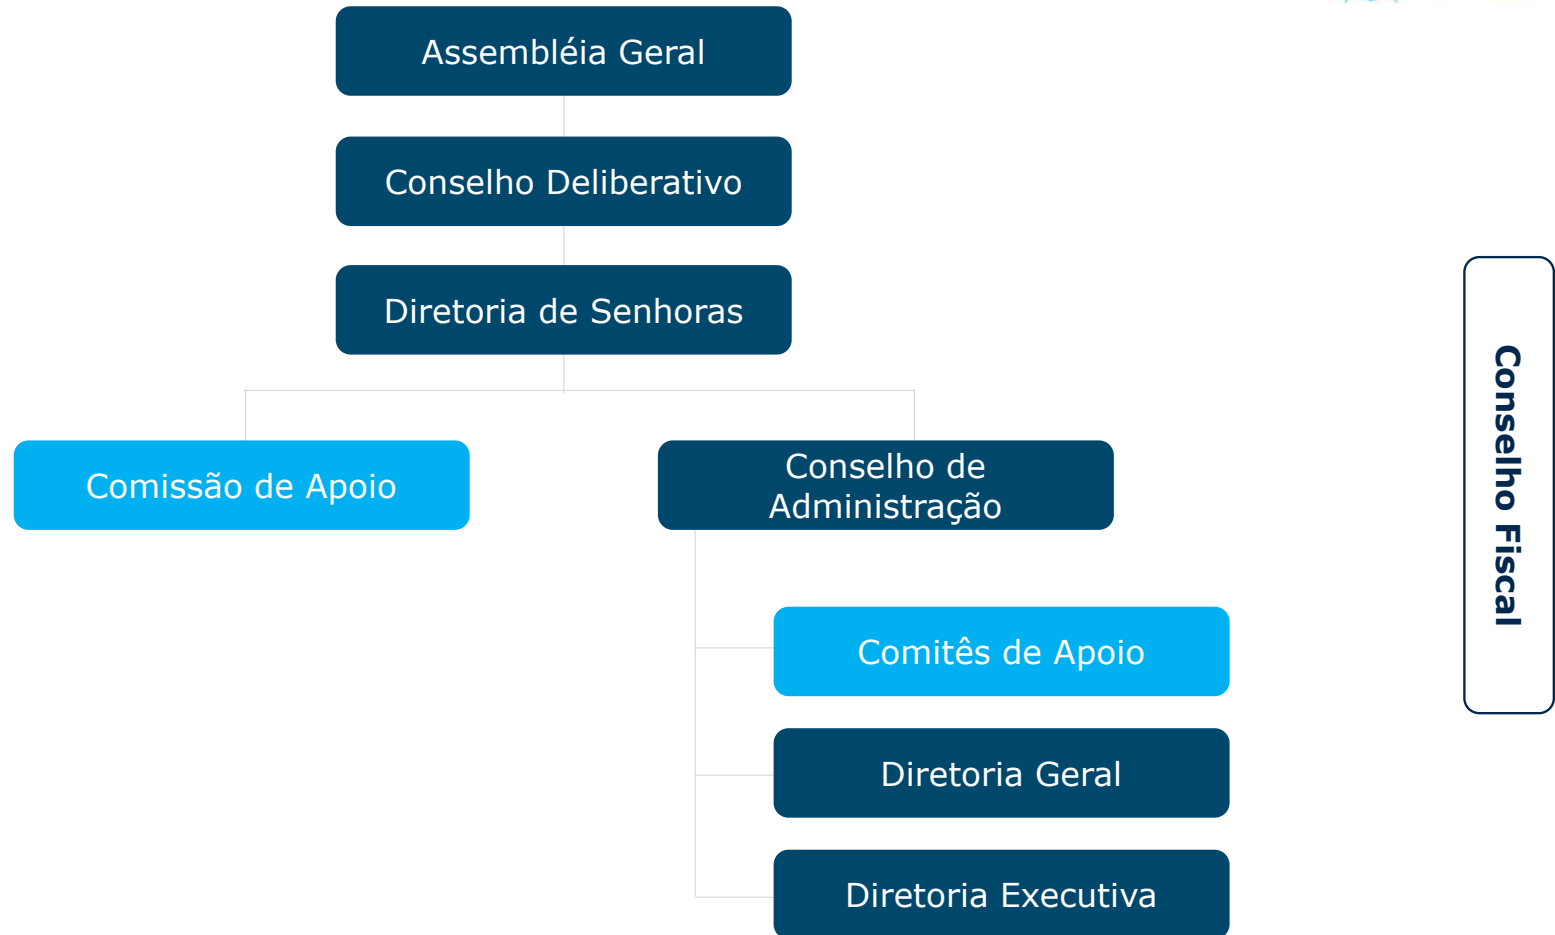 Assembléia Geral
Conselho Deliberativo
Diretoria de Senhoras
Comissão de Apoio
Conselho de
Administração
Comitês de Apoio
Diretoria Geral
Diretoria Executiva
Conselho Fiscal